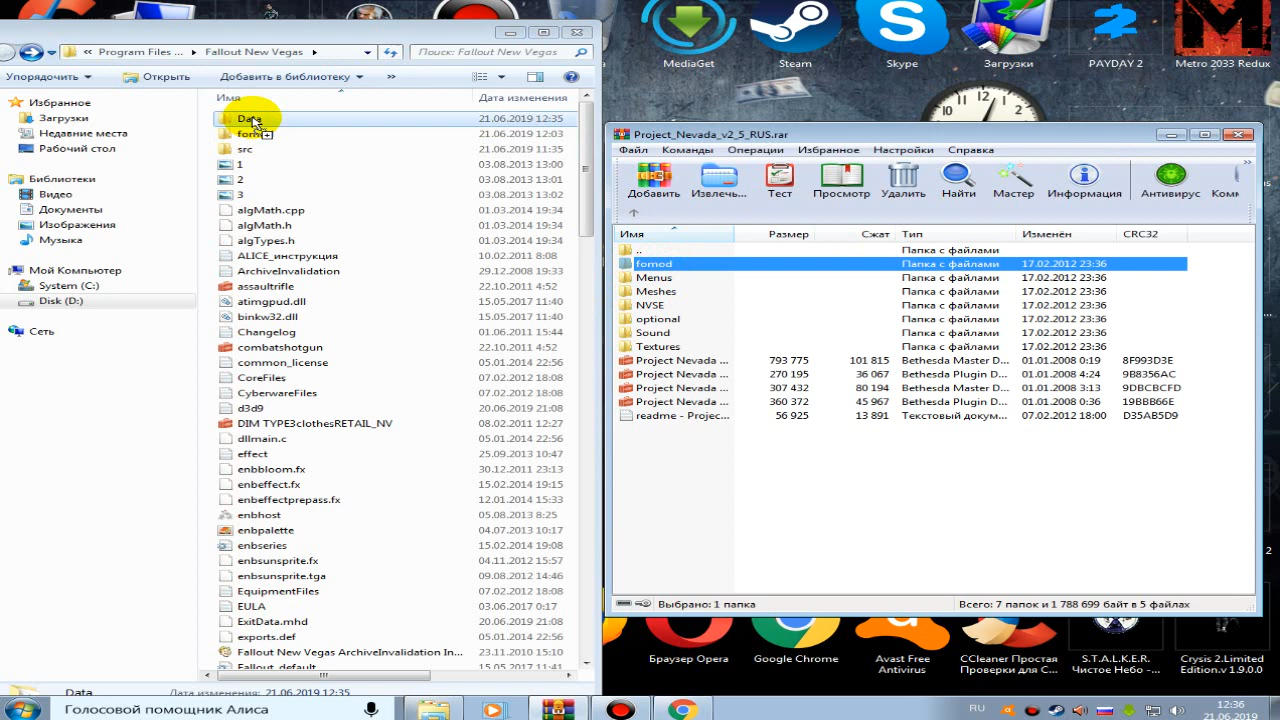 MediaGet
Steam
Skype
Загрузки
PAYDAY 2
Metro 2033 Redux
Program Files ...
Fallout New Vegas
Поиск: Fallout New Vegas
Упорядочить
Открыть
Добавить в библиотеку
»
Избранное
Загрузки
Недавние места
Рабочий стол
Библиотеки
Видео
Документы
Изображения
Музыка
Мой Компьютер
System (C:)
Disk (D:)
Сеть
Имя Дата изменения
Data 21.06.2019 12:35
21.06.2019 12:03
src 21.06.2019 11:35
1 03.08.2013 13:00
2 03.08.2013 13:01
3 03.08.2013 13:02
algMath.cpp 01.03.2014 19:34
algMath.h 01.03.2014 19:34
algTypes.h 01.03.2014 19:34
ALICE_инструкция 10.02.2011 8:08
ArchiveInvalidation 29.12.2008 19:33
assaultrifle 22.10.2011 4:52
atimgpud.dll 15.05.2017 11:40
binkw32.dll 15.05.2017 11:40
Changelog 01.06.2011 15:44
combatshotgun 22.10.2011 4:52
common_license 05.01.2014 22:56
CoreFiles 07.02.2012 18:08
CyberwareFiles 07.02.2012 18:08
d3d9 20.06.2019 21:08
DIM TYPE3clothesRETAIL_NV 08.02.2011 12:27
dllmain.c 05.01.2014 22:56
effect 25.09.2013 10:47
enbbloom.fx 30.12.2011 23:13
enbeffect.fx 15.02.2014 19:15
enbeffectprepass.fx 12.01.2014 15:33
enbhost 05.08.2013 8:25
enbpalette 04.07.2013 10:17
enbseries 15.02.2014 19:08
enbsunsprite.fx 04.11.2012 15:57
enbsunsprite.tga 09.08.2012 14:46
EquipmentFiles 07.02.2012 18:08
EULA 03.06.2017 0:17
ExitData.mhd 20.06.2019 21:08
exports.def 05.01.2014 22:56
Fallout New Vegas ArchiveInvalidation In... 23.11.2010 4:11
Fallout_default 15.05.2017 11:41
Data Дата изменения: 21.06.2019 12:35
Project_Nevada_v2_5_RUS.rar
Файл Команды Операции Избранное Настройки Справка
Добавить Извлечь... Тест Просмотр Удалить Найти Мастер Информация Антивирус Комм
Имя Размер Сжат Тип Изменён CRC32
.. Папка с файлами
fomod Папка с файлами 17.02.2012 23:36
Menus Папка с файлами 17.02.2012 23:36
Meshes Папка с файлами 17.02.2012 23:36
NVSE Папка с файлами 17.02.2012 23:36
optional Папка с файлами 17.02.2012 23:36
Sound Папка с файлами 17.02.2012 23:36
Textures Папка с файлами 17.02.2012 23:36
Project Nevada ... 793 775 101 815 Bethesda Master D... 01.01.2008 3:13 8F993D3E
Project Nevada ... 270 195 36 067 Bethesda Plugin D... 01.01.2008 4:24 9B8356AC
Project Nevada ... 307 432 80 194 Bethesda Master D... 01.01.2008 3:13 9DBCBCFD
Project Nevada ... 360 372 45 967 Bethesda Plugin D... 01.01.2008 0:36 19BBB66E
readme - Projec... 56 925 13 891 Текстовый докум... 07.02.2012 18:00 D35AB5D9
Выбрано: 1 папка
Всего: 7 папок и 1 788 699 байт в 5 файлах
Браузер Opera
Google Chrome
Avast Free Antivirus
CCleaner Простая Проверки для C...
S.T.A.L.K.E.R. Чистое Небо -...
Crysis 2.Limited Edition.v 1.9.0.0
Голосовой помощник Алиса
RU
12:36
21.06.2019